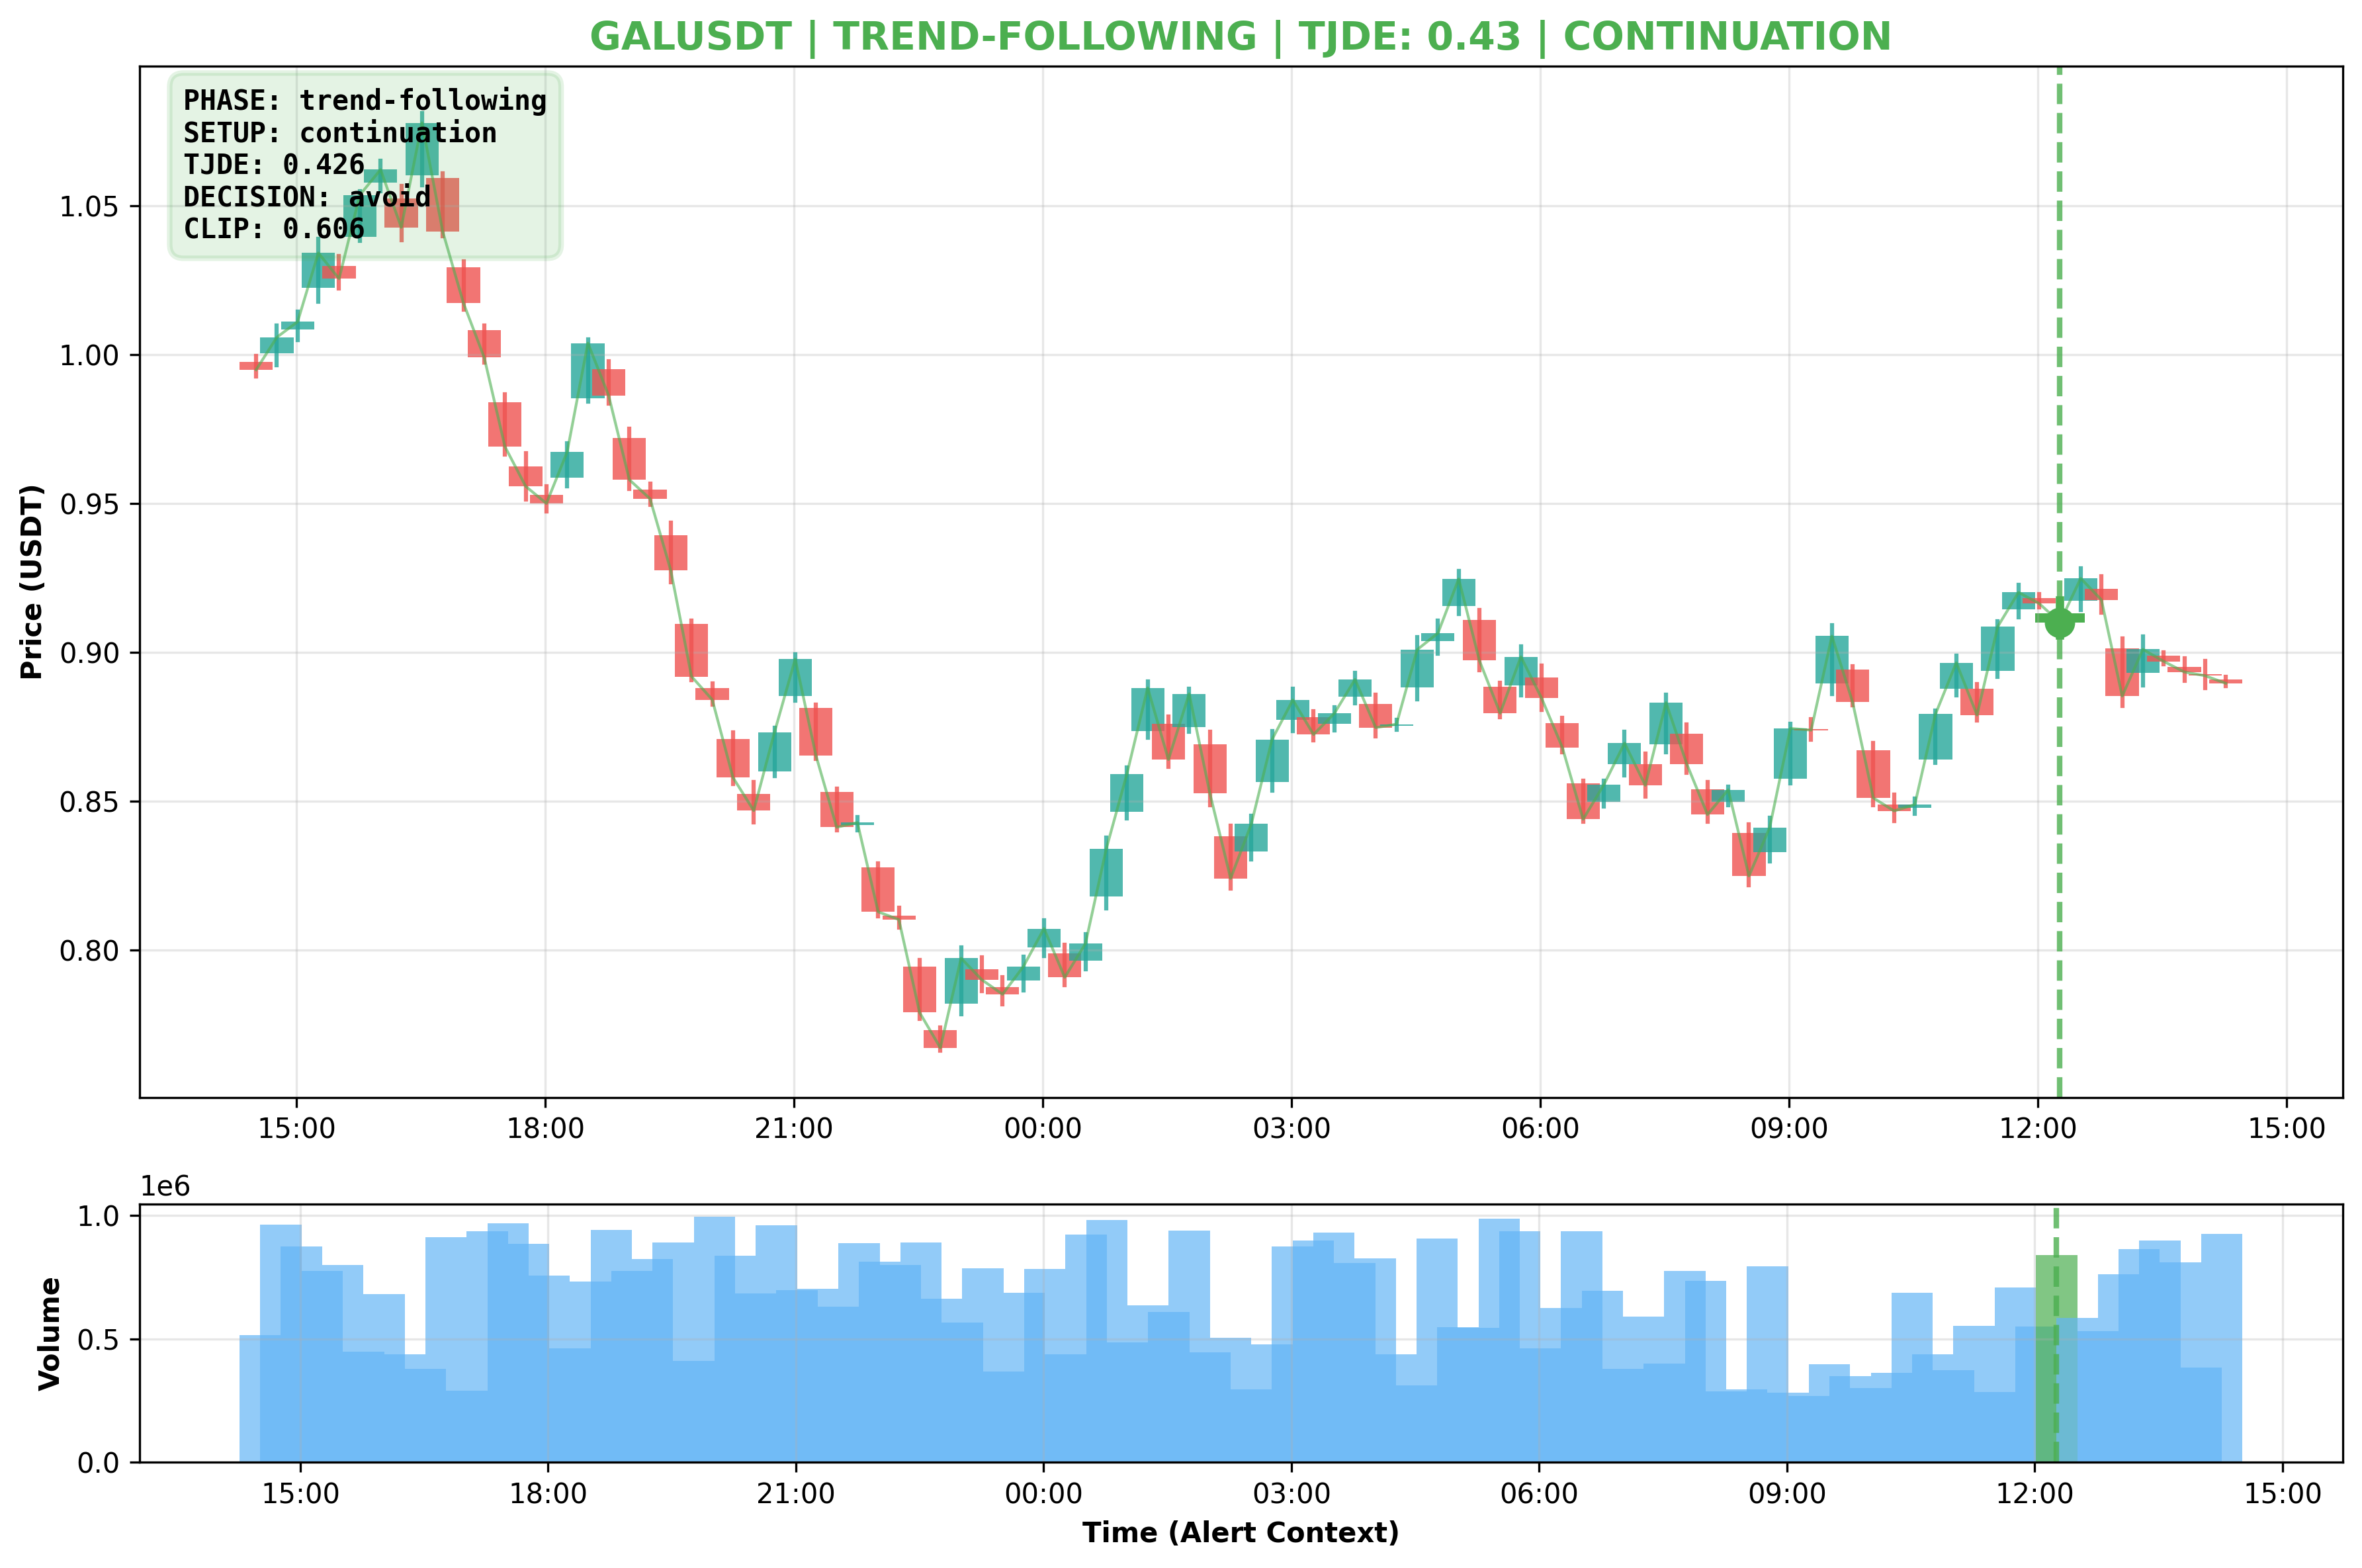 GALUSDT | TREND-FOLLOWING | TJDE: 0.43 | CONTINUATION
PHASE: trend-following
SETUP: continuation
TJDE: 0.426
DECISION: avoid
CLIP: 0.606
Price (USDT)
1.05
1.00
0.95
0.90
0.85
0.80
15:00 18:00 21:00 00:00 03:00 06:00 09:00 12:00 15:00
1e6
Volume
1.0
0.5
0.0
15:00 18:00 21:00 00:00 03:00 06:00 09:00 12:00 15:00
Time (Alert Context)